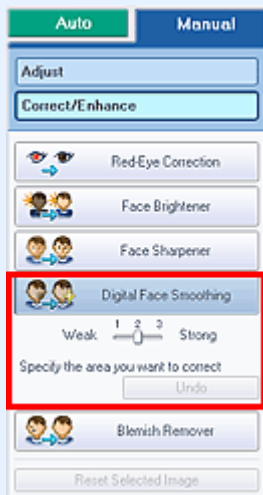 Auto Manual
Adjust
Correct/Enhance
Red-Eye Correction
Face Brightener
Face Sharpener
Digital Face Smoothing
1 2 3
Weak Strong
Specify the area you want to correct
Undo
Blemish Remover
Reset Selected Image